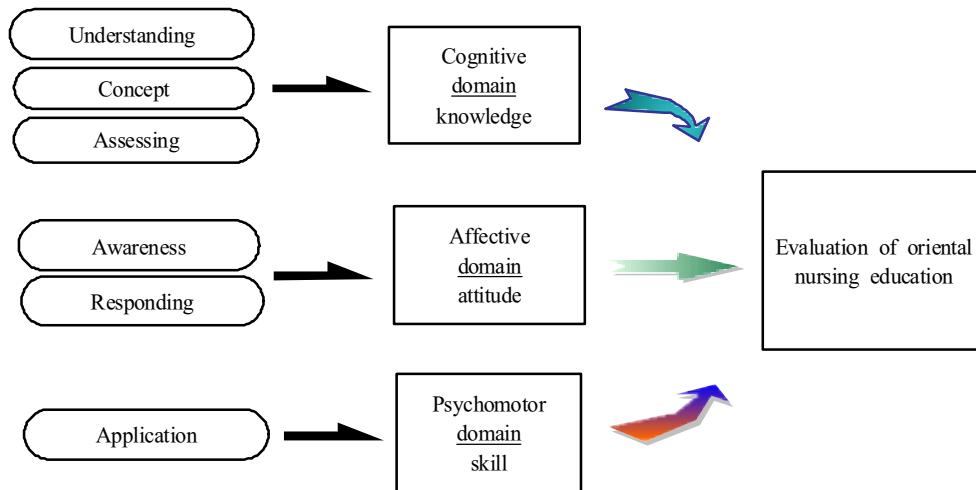 Understanding
Concept
Assessing
Cognitive
domain
knowledge
Awareness
Responding
Affective
domain
attitude
Application
Psychomotor
domain
skill
Evaluation of oriental
nursing education